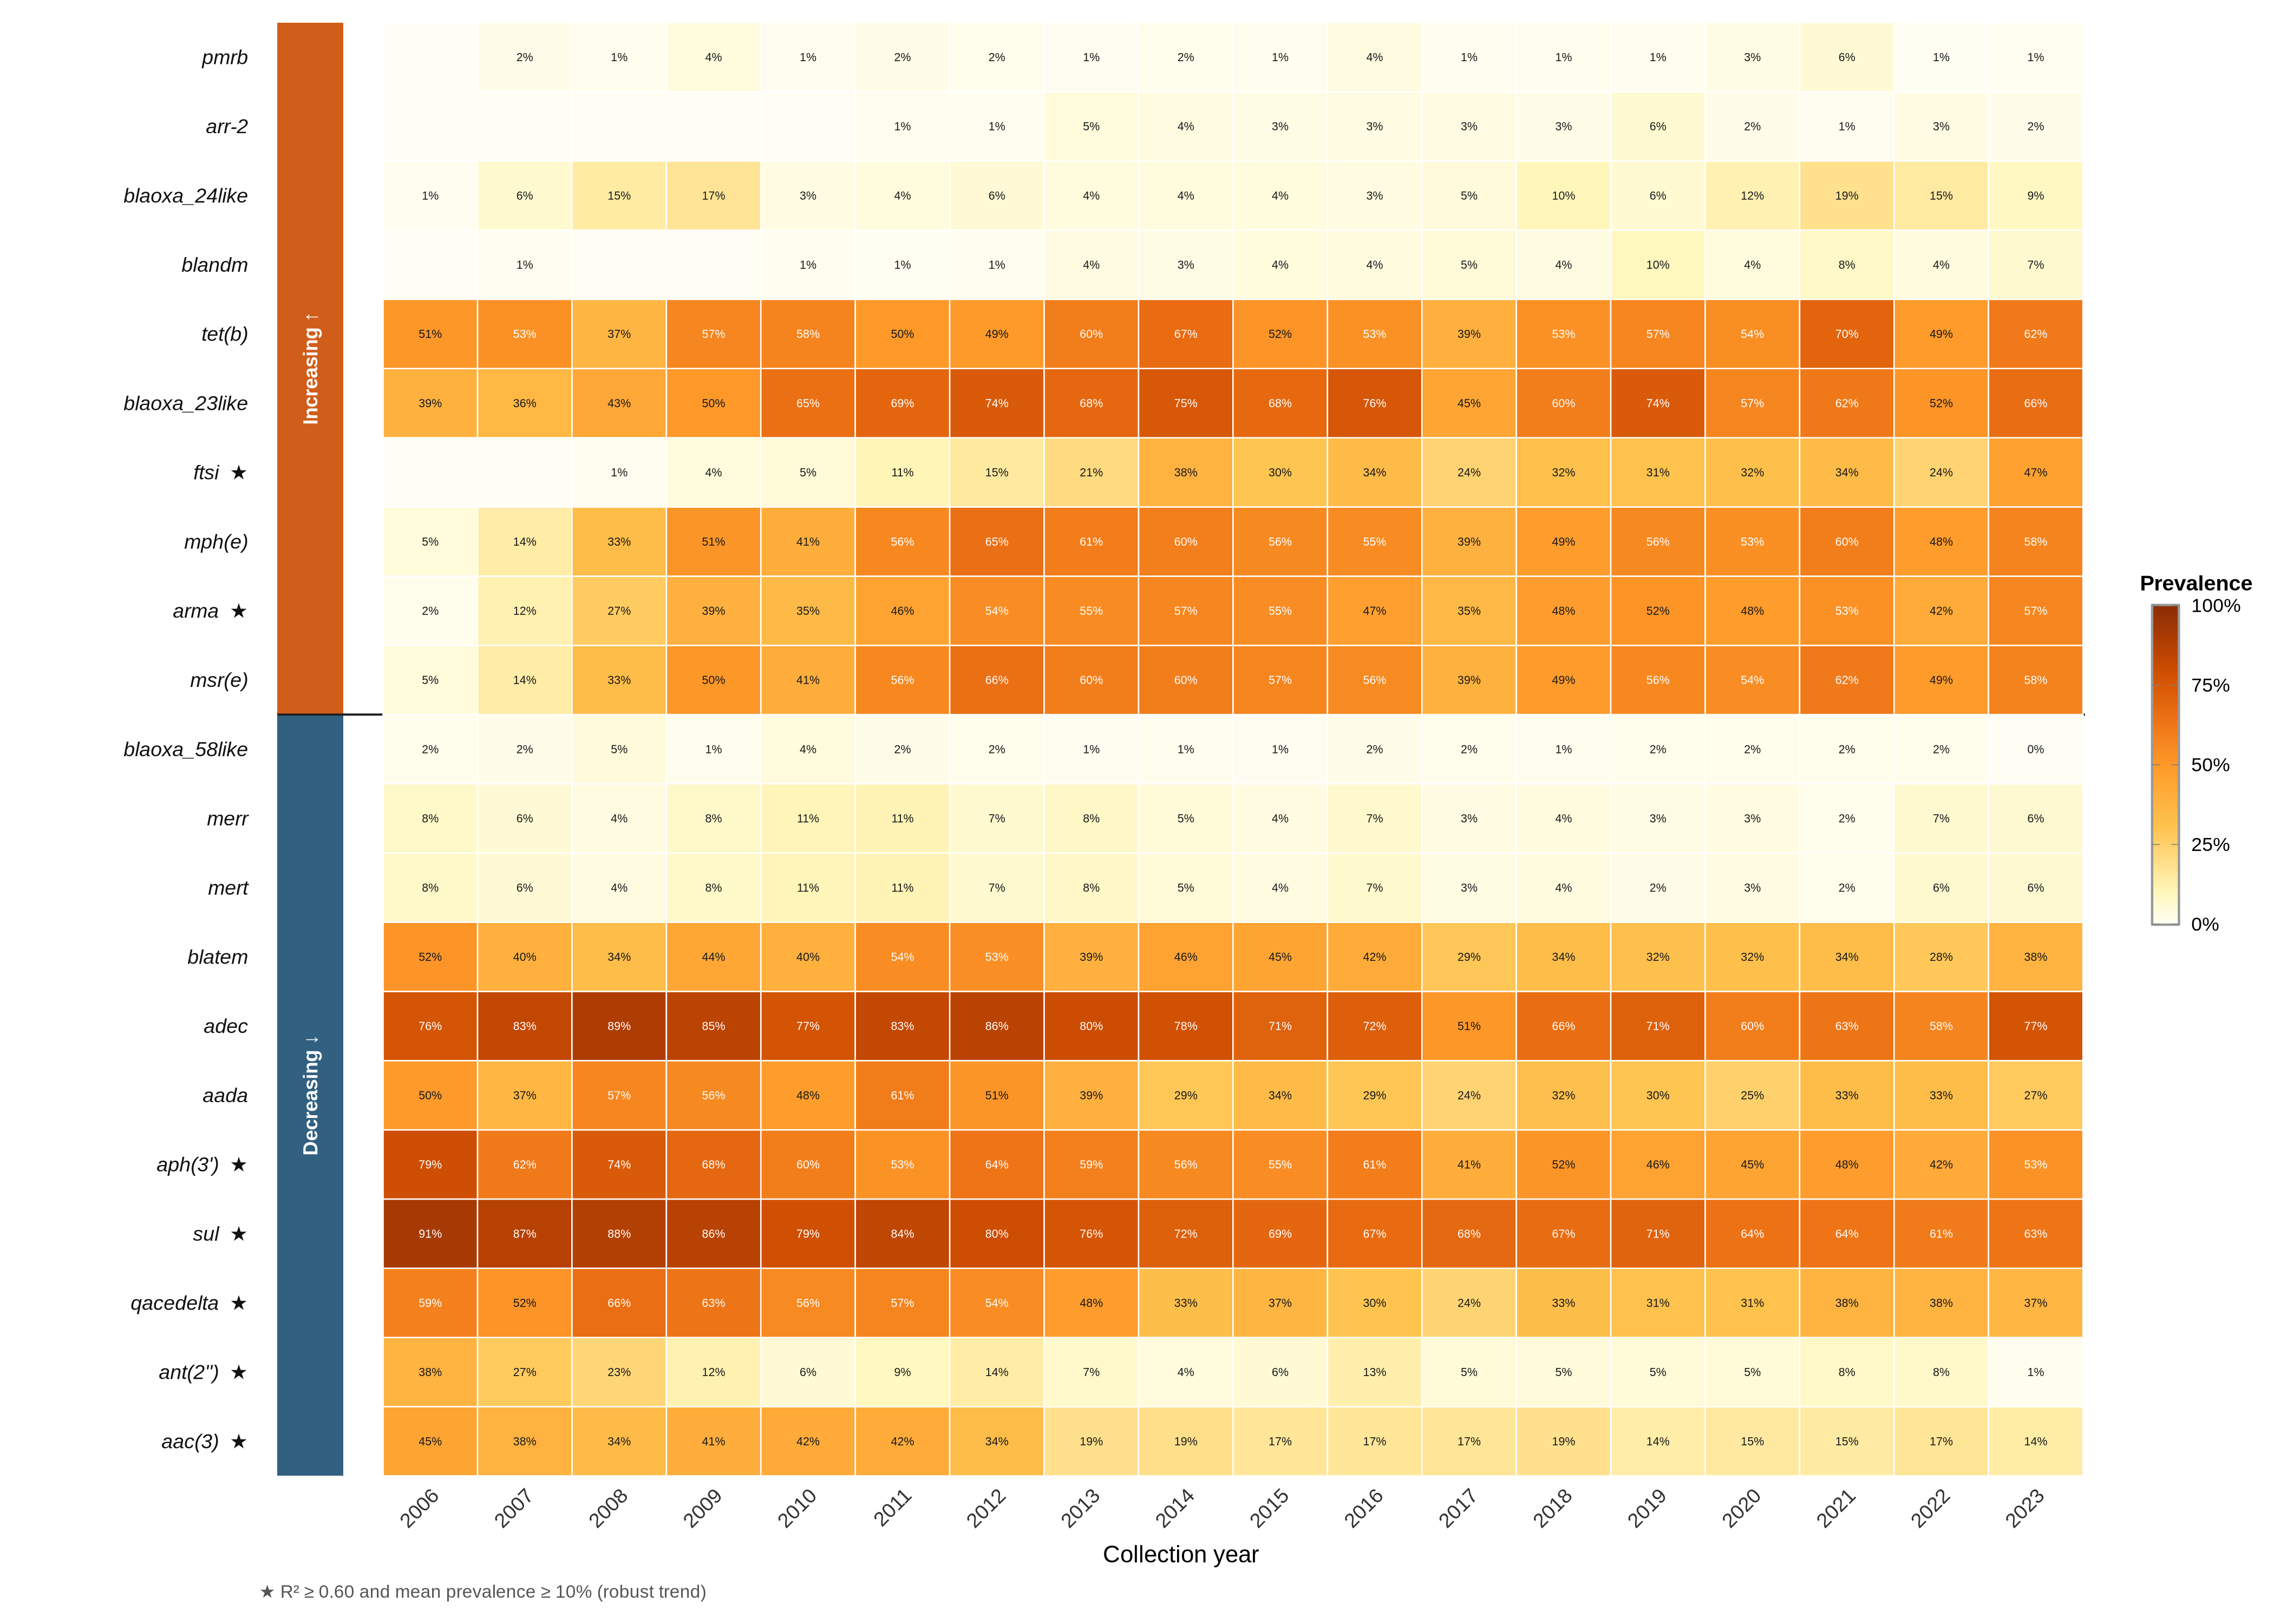 pmrb 2% 1% 4% 1% 2% 2% 1% 2% 1% 4% 1% 1% 1% 3% 6% 1% 1%
arr-2 1% 1% 5% 4% 3% 3% 3% 3% 6% 2% 1% 3% 2%
blaoxa_24like 1% 6% 15% 17% 3% 4% 6% 4% 4% 4% 3% 5% 10% 6% 12% 19% 15% 9%
blandm 1% 1% 1% 1% 4% 3% 4% 4% 5% 4% 10% 4% 8% 4% 7%
tet(b) 51% 53% 37% 57% 58% 50% 49% 60% 67% 52% 53% 39% 53% 57% 54% 70% 49% 62%
Increasing ↑
blaoxa_23like 39% 36% 43% 50% 65% 69% 74% 68% 75% 68% 76% 45% 60% 74% 57% 62% 52% 66%
ftsi ★ 1% 4% 5% 11% 15% 21% 38% 30% 34% 24% 32% 31% 32% 34% 24% 47%
mph(e) 5% 14% 33% 51% 41% 56% 65% 61% 60% 56% 55% 39% 49% 56% 53% 60% 48% 58%
arma ★ 2% 12% 27% 39% 35% 46% 54% 55% 57% 55% 47% 35% 48% 52% 48% 53% 42% 57%
msr(e) 5% 14% 33% 50% 41% 56% 66% 60% 60% 57% 56% 39% 49% 56% 54% 62% 49% 58%
blaoxa_58like 2% 2% 5% 1% 4% 2% 2% 1% 1% 1% 2% 2% 1% 2% 2% 2% 2% 0%
merr 8% 6% 4% 8% 11% 11% 7% 8% 5% 4% 7% 3% 4% 3% 3% 2% 7% 6%
mert 8% 6% 4% 8% 11% 11% 7% 8% 5% 4% 7% 3% 4% 2% 3% 2% 6% 6%
blatem 52% 40% 34% 44% 40% 54% 53% 39% 46% 45% 42% 29% 34% 32% 32% 34% 28% 38%
adec 76% 83% 89% 85% 77% 83% 86% 80% 78% 71% 72% 51% 66% 71% 60% 63% 58% 77%
Decreasing ↓
aada 50% 37% 57% 56% 48% 61% 51% 39% 29% 34% 29% 24% 32% 30% 25% 33% 33% 27%
aph(3') ★ 79% 62% 74% 68% 60% 53% 64% 59% 56% 55% 61% 41% 52% 46% 45% 48% 42% 53%
sul ★ 91% 87% 88% 86% 79% 84% 80% 76% 72% 69% 67% 68% 67% 71% 64% 64% 61% 63%
qacedelta ★ 59% 52% 66% 63% 56% 57% 54% 48% 33% 37% 30% 24% 33% 31% 31% 38% 38% 37%
ant(2") ★ 38% 27% 23% 12% 6% 9% 14% 7% 4% 6% 13% 5% 5% 5% 5% 8% 8% 1%
aac(3) ★ 45% 38% 34% 41% 42% 42% 34% 19% 19% 17% 17% 17% 19% 14% 15% 15% 17% 14%
2006 2007 2008 2009 2010 2011 2012 2013 2014 2015 2016 2017 2018 2019 2020 2021 2022 2023
Collection year
★ R² ≥ 0.60 and mean prevalence ≥ 10% (robust trend)
Prevalence
100%
75%
50%
25%
0%